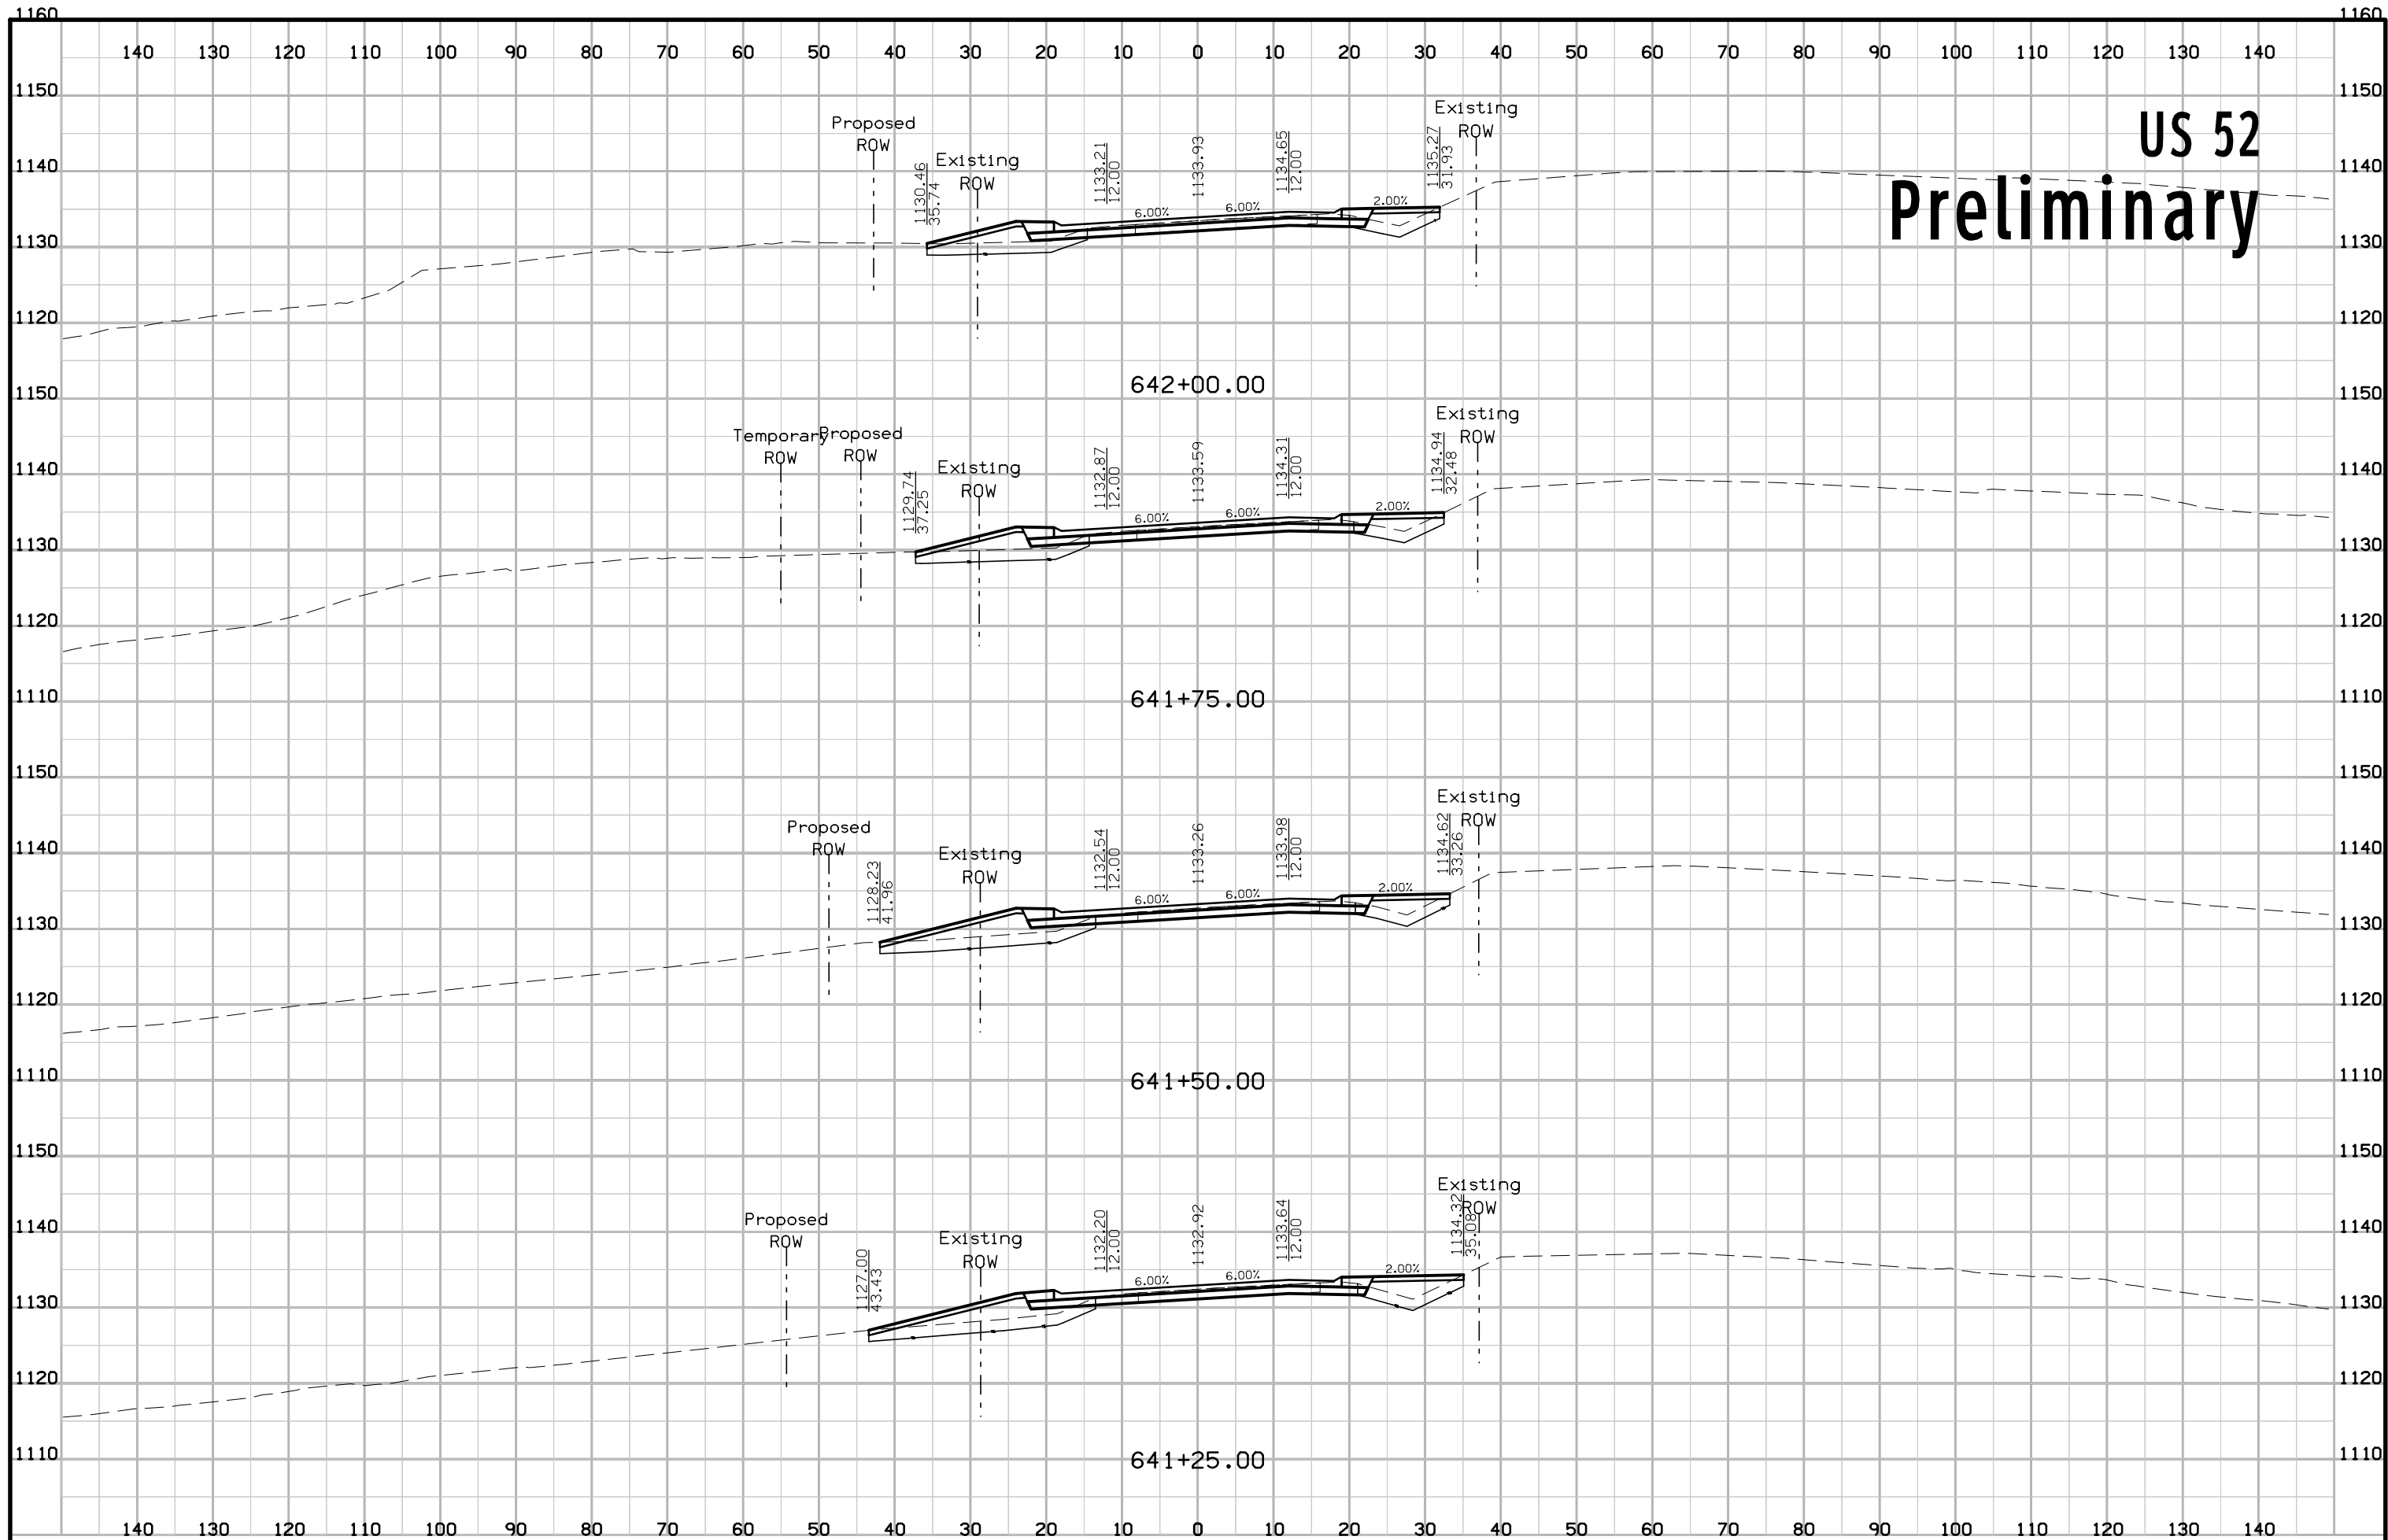 1160 1160
140 130 120 110 100 90 80 70 60 50 40 30 20 10 0 10 20 30 40 50 60 70 80 90 100 110 120 130 140
1150 1150
US 52
Preliminary
Proposed
ROW
Existing
ROW
Existing
ROW
1130.46
35.74
1133.21
12.00
1133.93
1134.65
12.00
1135.27
31.93
6.00% 6.00% 2.00%
1140 1140
1130 1130
1120 1120
642+00.00
1150 1150
Temporary
ROW
Proposed
ROW
Existing
ROW
Existing
ROW
1129.74
37.25
1132.87
12.00
1133.59
1134.31
12.00
1134.94
32.48
6.00% 6.00% 2.00%
1140 1140
1130 1130
1120 1120
641+75.00
1110 1110
1150 1150
Proposed
ROW
Existing
ROW
Existing
ROW
1128.23
41.96
1132.54
12.00
1133.26
1133.98
12.00
1134.62
33.26
6.00% 6.00% 2.00%
1140 1140
1130 1130
1120 1120
641+50.00
1110 1110
1150 1150
Proposed
ROW
Existing
ROW
Existing
ROW
1127.00
43.43
1132.20
12.00
1132.92
1133.64
12.00
1134.32
35.08
6.00% 6.00% 2.00%
1140 1140
1130 1130
1120 1120
641+25.00
1110 1110
140 130 120 110 100 90 80 70 60 50 40 30 20 10 0 10 20 30 40 50 60 70 80 90 100 110 120 130 140